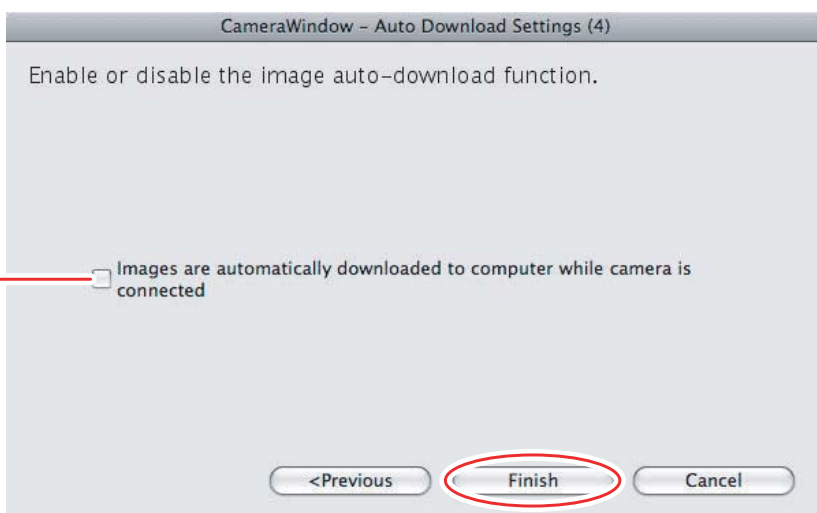 CameraWindow – Auto Download Settings (4)
Enable or disable the image auto–download function.
Images are automatically downloaded to computer while camera is
connected
<Previous
Finish
Cancel